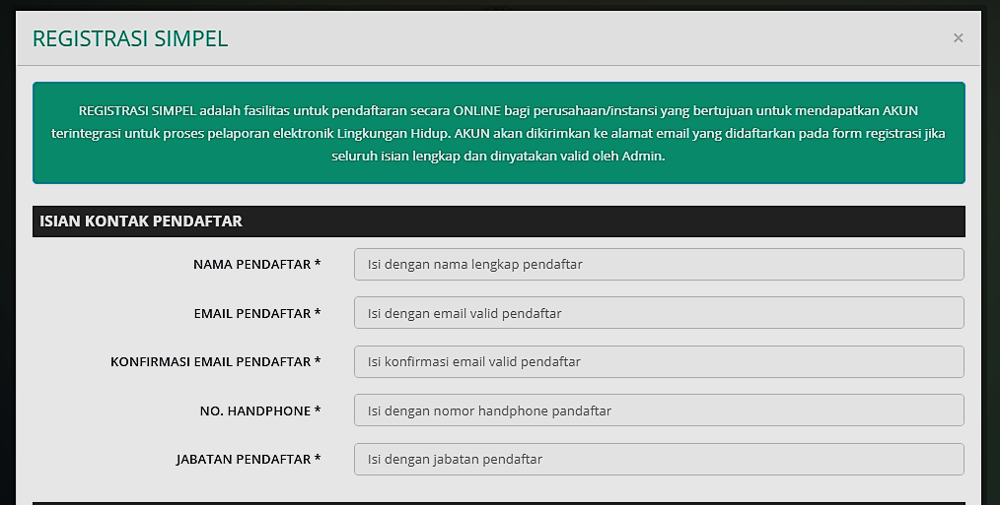 REGISTRASI SIMPEL
×
REGISTRASI SIMPEL adalah fasilitas untuk pendaftaran secara ONLINE bagi perusahaan/instansi yang bertujuan untuk mendapatkan AKUN
terintegrasi untuk proses pelaporan elektronik Lingkungan Hidup. AKUN akan dikirimkan ke alamat email yang didaftarkan pada form registrasi jika
seluruh isian lengkap dan dinyatakan valid oleh Admin.
ISIAN KONTAK PENDAFTAR
NAMA PENDAFTAR * Isi dengan nama lengkap pendaftar
EMAIL PENDAFTAR * Isi dengan email valid pendaftar
KONFIRMASI EMAIL PENDAFTAR * Isi konfirmasi email valid pendaftar
NO. HANDPHONE * Isi dengan nomor handphone pandaftar
JABATAN PENDAFTAR * Isi dengan jabatan pendaftar